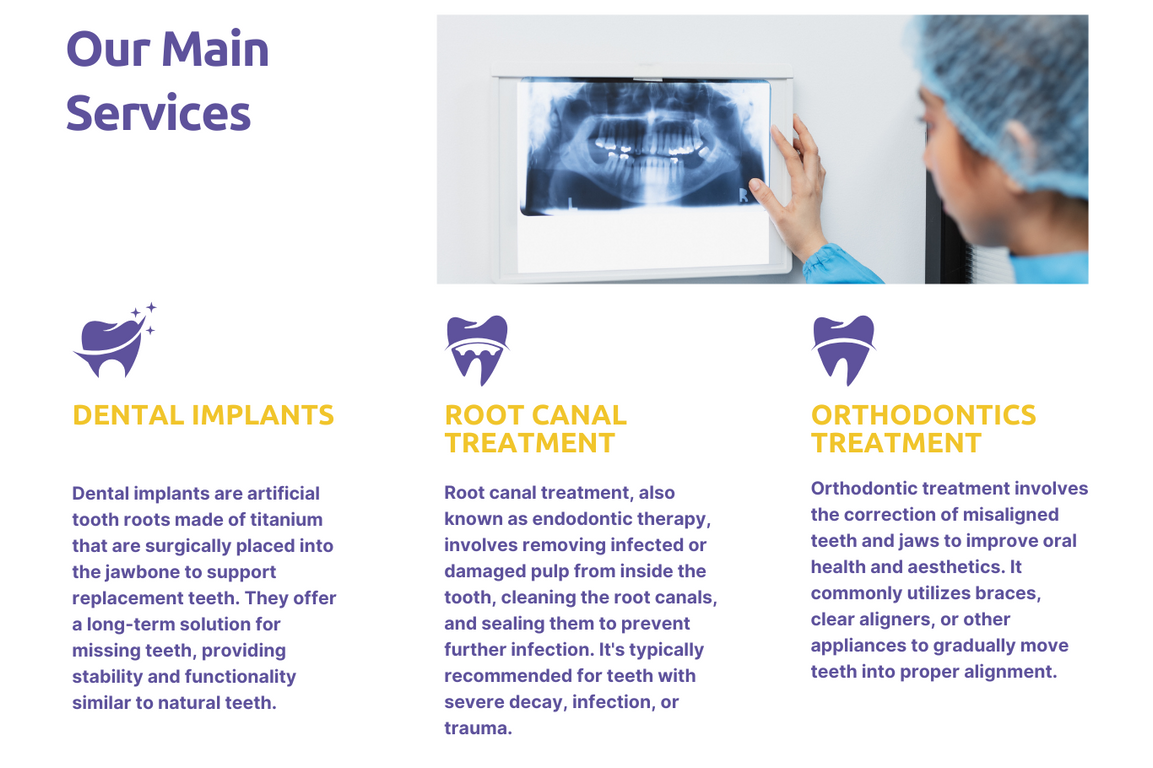 Our Main
Services
L
R
DENTAL IMPLANTS
Dental implants are artificial
tooth roots made of titanium
that are surgically placed into
the jawbone to support
replacement teeth. They offer
a long-term solution for
missing teeth, providing
stability and functionality
similar to natural teeth.
ROOT CANAL
TREATMENT
Root canal treatment, also
known as endodontic therapy,
involves removing infected or
damaged pulp from inside the
tooth, cleaning the root canals,
and sealing them to prevent
further infection. It's typically
recommended for teeth with
severe decay, infection, or
trauma.
ORTHODONTICS
TREATMENT
Orthodontic treatment involves
the correction of misaligned
teeth and jaws to improve oral
health and aesthetics. It
commonly utilizes braces,
clear aligners, or other
appliances to gradually move
teeth into proper alignment.